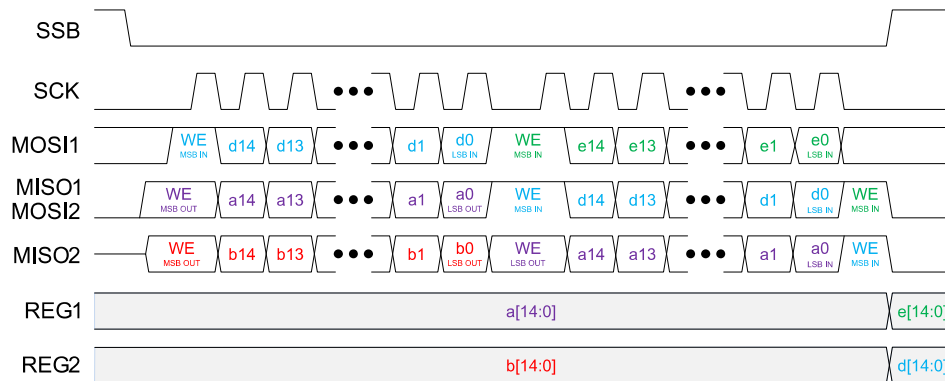 SSB
SCK
MOSI1 WE d14 d13 ••• d1 d0 WE e14 e13 ••• e1 e0
MSB IN LSB IN MSB IN LSB IN
MISO1 WE a14 a13 ••• a1 a0 WE d14 d13 ••• d1 d0 WE
MOSI2 MSB OUT LSB OUT MSB IN LSB IN MSB IN
MISO2 WE b14 b13 ••• b1 b0 WE a14 a13 ••• a1 a0 WE
MSB OUT LSB OUT LSB OUT LSB IN MSB IN
REG1 a[14:0] e[14:0]
REG2 b[14:0] d[14:0]